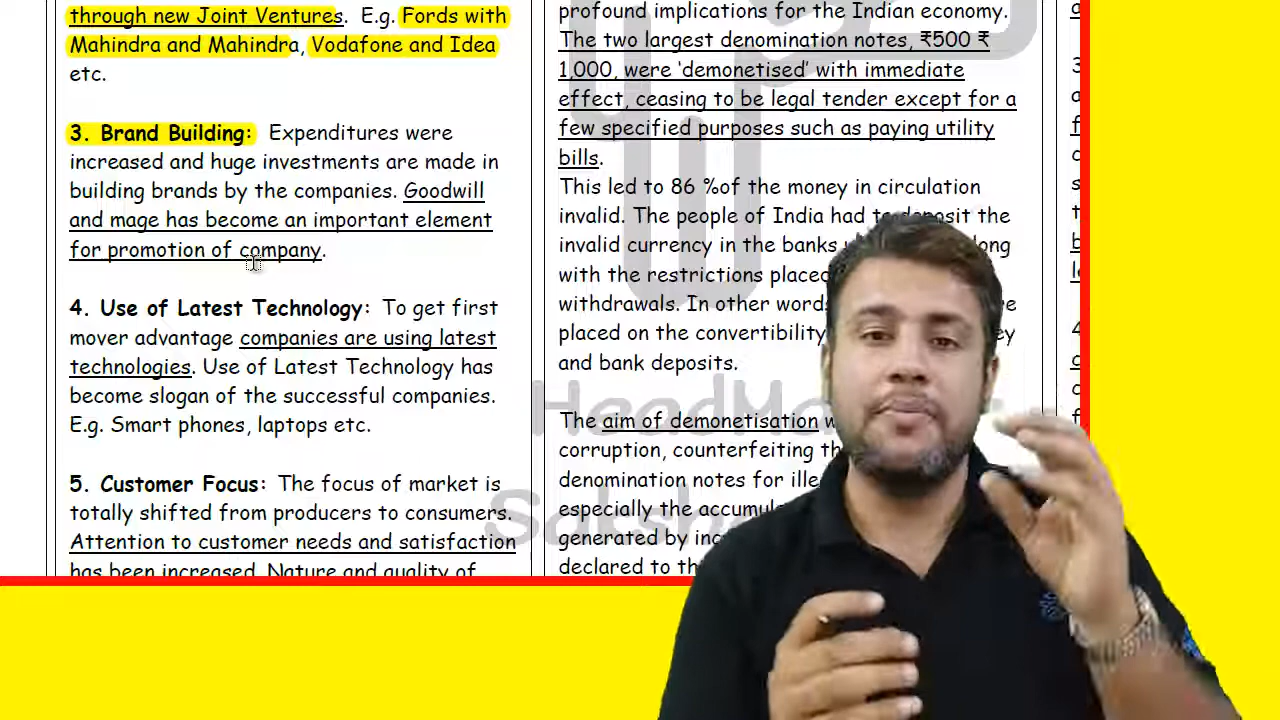 through new Joint Ventures. E.g. Fords with
Mahindra and Mahindra, Vodafone and Idea
etc.
3. Brand Building: Expenditures were
increased and huge investments are made in
building brands by the companies. Goodwill
and mage has become an important element
for promotion of company.
4. Use of Latest Technology: To get first
mover advantage companies are using latest
technologies. Use of Latest Technology has
become slogan of the successful companies.
E.g. Smart phones, laptops etc.
5. Customer Focus: The focus of market is
totally shifted from producers to consumers.
Attention to customer needs and satisfaction
has been increased. Nature and quality of
profound implications for the Indian economy.
The two largest denomination notes, ₹500 ₹
1,000, were ‘demonetised’ with immediate
effect, ceasing to be legal tender except for a
few specified purposes such as paying utility
bills.
This led to 86 %of the money in circulation
invalid. The people of India had to deposit the
invalid currency in the banks
with the restrictions placed
withdrawals. In other words
placed on the convertibility
and bank deposits.
The aim of demonetisation
corruption, counterfeiting
denomination notes for
especially the
generated by
declared to